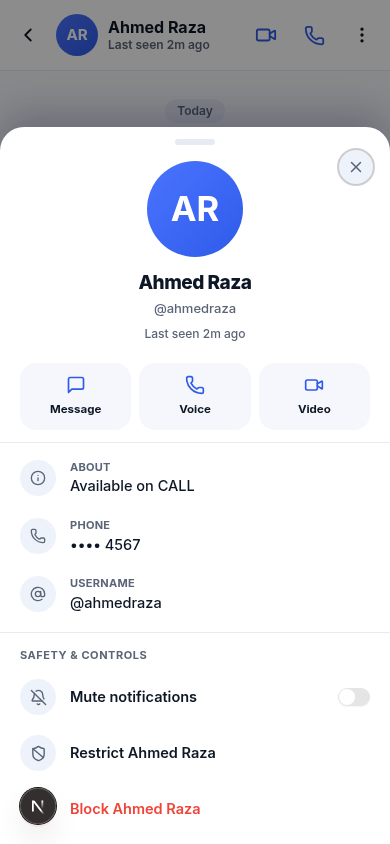 AR
Ahmed Raza
Last seen 2m ago
Today
AR
Ahmed Raza
@ahmedraza
Last seen 2m ago
Message
Voice
Video
ABOUT
Available on CALL
PHONE
•••• 4567
USERNAME
@ahmedraza
SAFETY & CONTROLS
Mute notifications
Restrict Ahmed Raza
N
Block Ahmed Raza